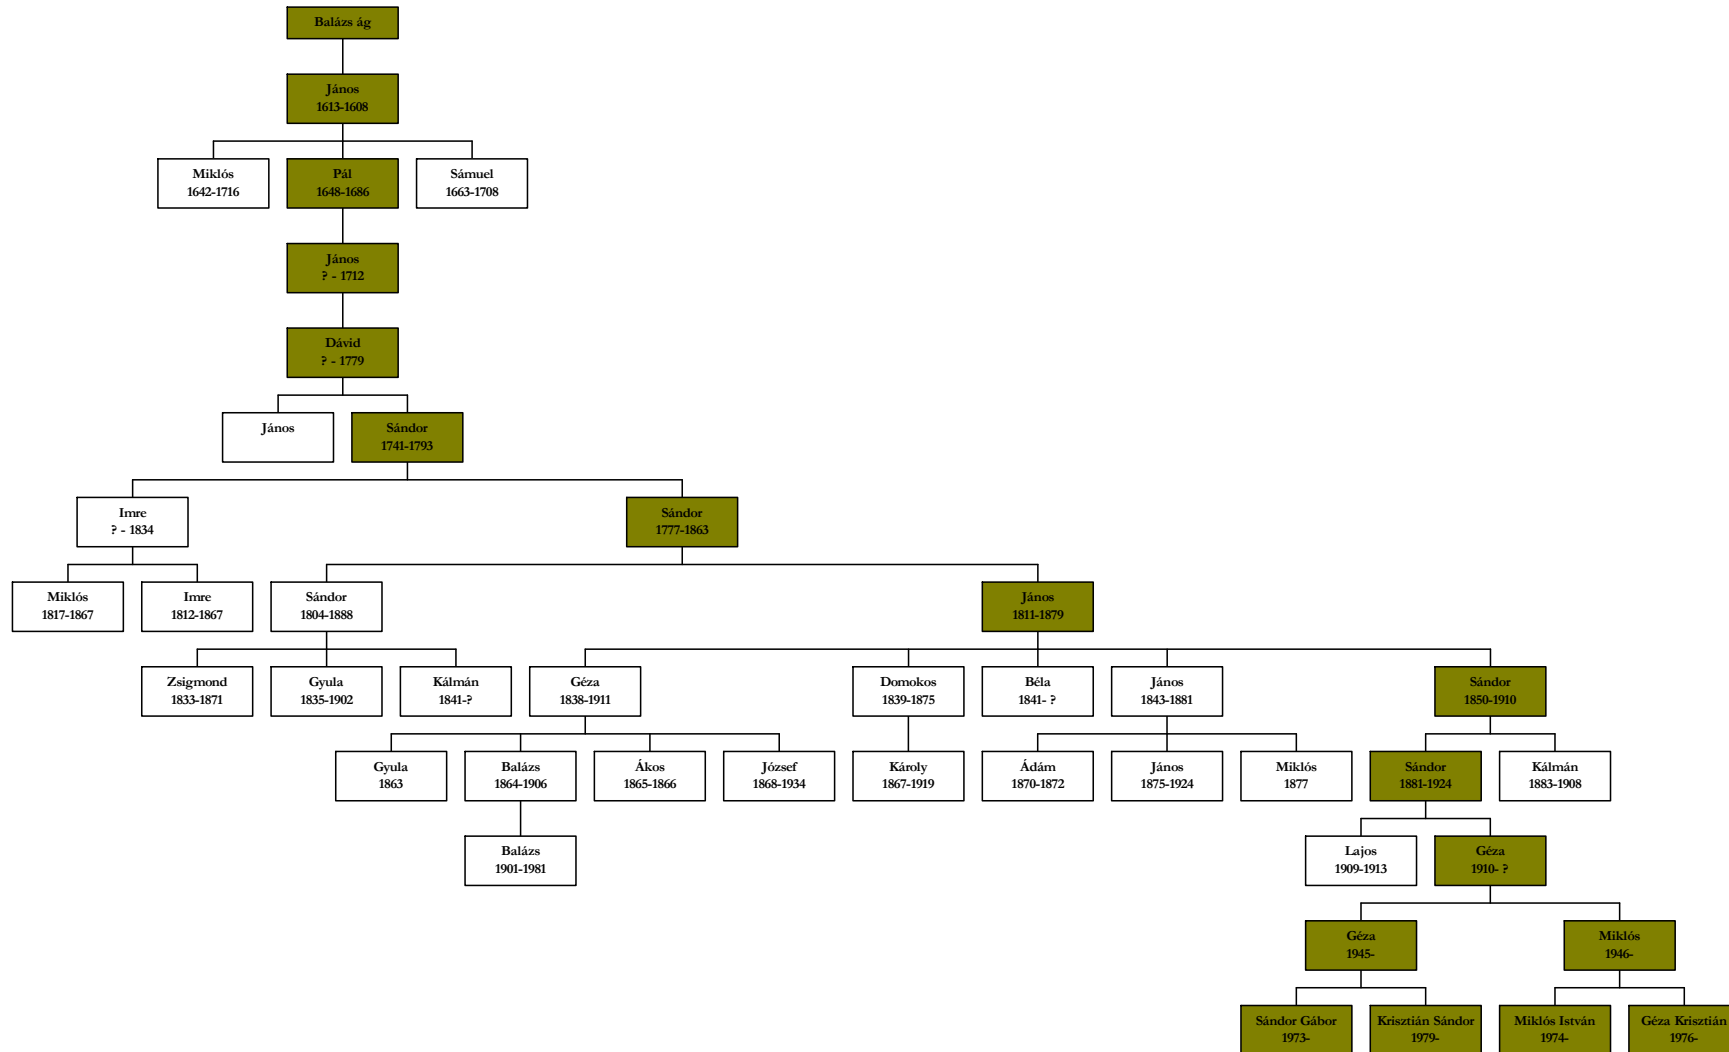 Balázs ág
János
1613-1608
Miklós
1642-1716
Pál
1648-1686
Sámuel
1663-1708
János
? - 1712
Dávid
? - 1779
János
Sándor
1741-1793
Imre
? - 1834
Sándor
1777-1863
Miklós
1817-1867
Imre
1812-1867
Sándor
1804-1888
János
1811-1879
Zsigmond
1833-1871
Gyula
1835-1902
Kálmán
1841-?
Géza
1838-1911
Domokos
1839-1875
Béla
1841- ?
János
1843-1881
Sándor
1850-1910
Gyula
1863
Balázs
1864-1906
Ákos
1865-1866
József
1868-1934
Károly
1867-1919
Ádám
1870-1872
János
1875-1924
Miklós
1877
Sándor
1881-1924
Kálmán
1883-1908
Balázs
1901-1981
Lajos
1909-1913
Géza
1910- ?
Géza
1945-
Miklós
1946-
Sándor Gábor
1973-
Krisztián Sándor
1979-
Miklós István
1974-
Géza Krisztián
1976-